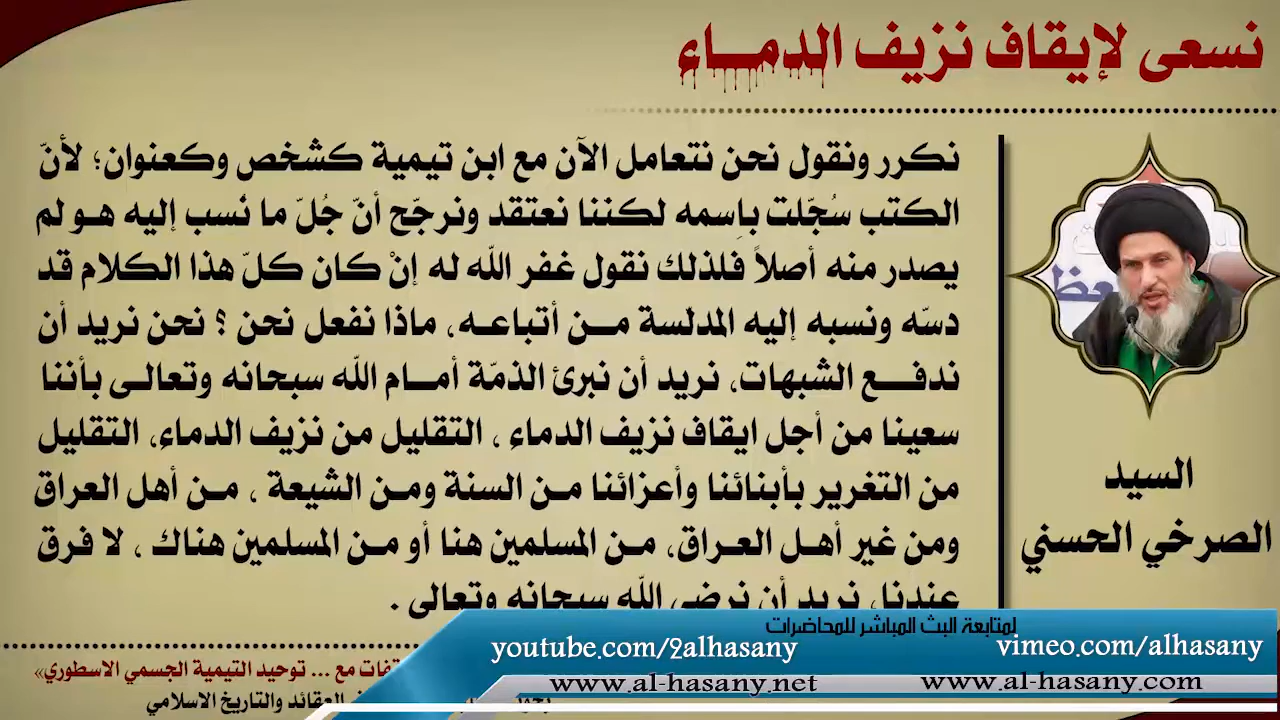 نسعى لإيقاف نزيف الدماء
نكرر ونقول نحن نتعامل الآن مع ابن تيمية كشخص وكعنوان؛ لأنّ
الكتب سُجّلت بإسمه لكننا نعتقد ونرجّح أنّ جُلّ ما نُسب إليه هو لم
يصدر منه أصلاً فلذلك نقول غفر الله له إنْ كان كلّ هذا الكلام قد
دسّه ونسبه إليه المدلسة من أتباعه، ماذا نفعل نحن ؟ نحن نريد أن
ندفع الشبهات، نريد أن نبرئ الذمّة أمام الله سبحانه وتعالى بأننا
سعينا من أجل ايقاف نزيف الدماء ، التقليل من نزيف الدماء، التقليل
من التغرير بأبنائنا وأعزائنا من السنة ومن الشيعة ، من أهل العراق
ومن غير أهل العراق، من المسلمين هنا أو من المسلمين هناك ، لا فرق
عندنا، نريد أن نرضي الله سبحانه وتعالى .
السيد
الصرخي الحسني
لمتابعة البث المباشر للمحاضرات
youtube.com/2alhasany
vimeo.com/alhasany
www.al-hasany.net
www.al-hasany.com
مع ... توحيد التيمية الجسمي الاسطوري»
العقائد والتاريخ الاسلامي